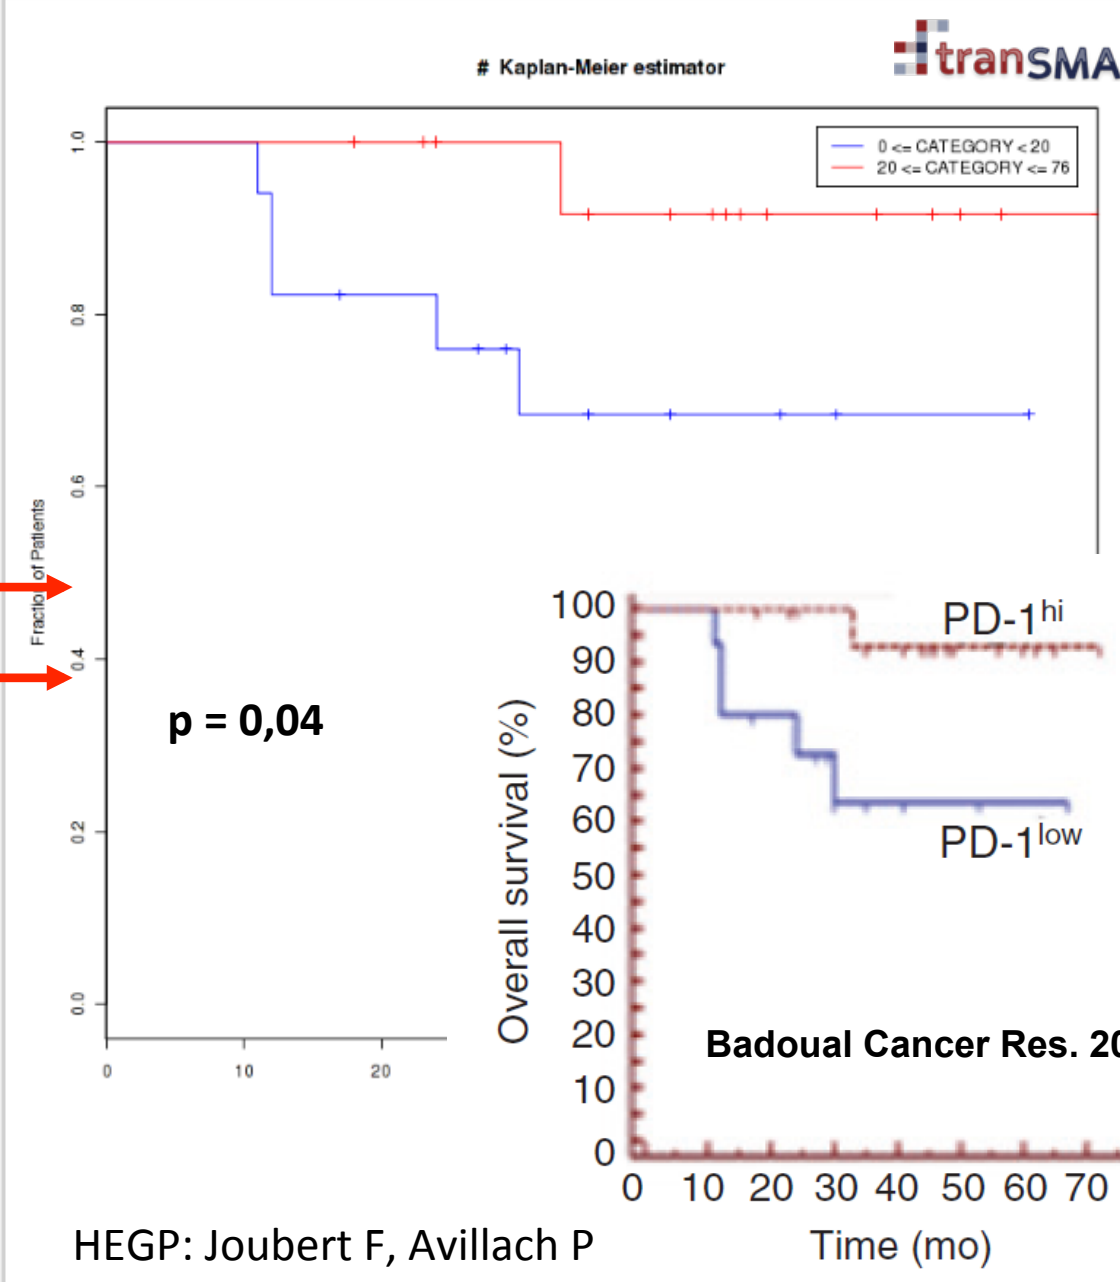 # Kaplan-Meier estimator
tranSMA
0 <= CATEGORY < 20
20 <= CATEGORY <= 76
Fraction of Patients
1.0
0.8
0.6
0.4
0.2
0.0
0 10 20
p = 0,04
Overall survival (%)
100
90
80
70
60
50
40
30
20
10
0
PD-1hi
PD-1low
Badoual Cancer Res. 20
0 10 20 30 40 50 60 70
Time (mo)
HEGP: Joubert F, Avillach P